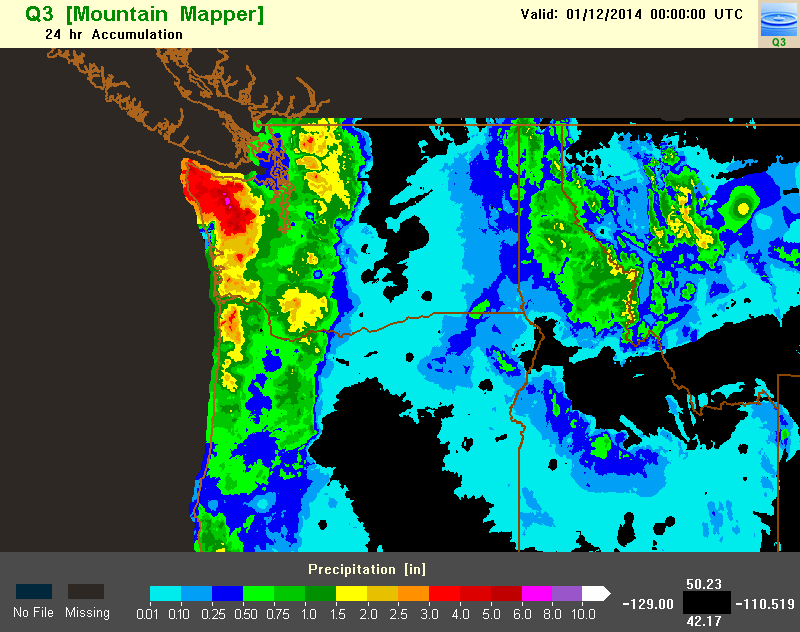 Q3 [Mountain Mapper]
24 hr Accumulation
Valid: 01/12/2014 00:00:00 UTC
Q3
Precipitation [in]
No File Missing
0.01 0.10 0.25 0.50 0.75 1.0 1.5 2.0 2.5 3.0 4.0 5.0 6.0 8.0 10.0
50.23
-129.00 -110.519
42.17